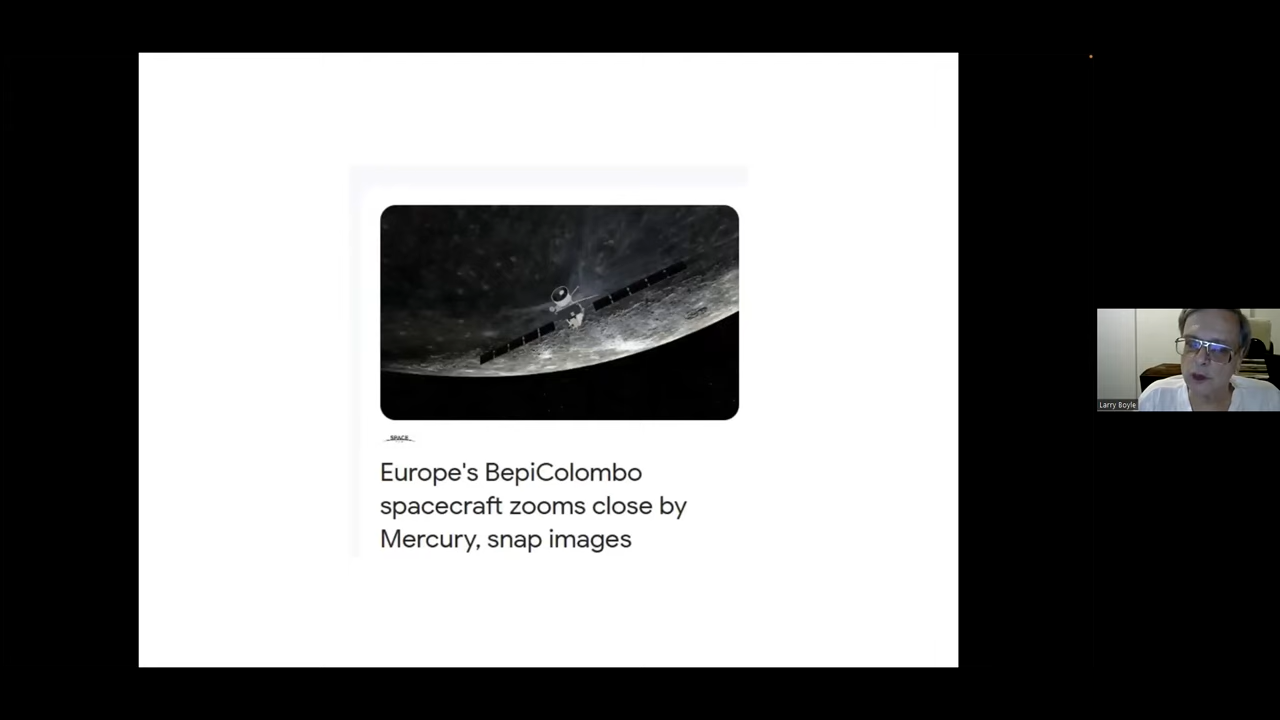 SPACE
Europe's BepiColombo
spacecraft zooms close by
Mercury, snap images
Larry Boyle